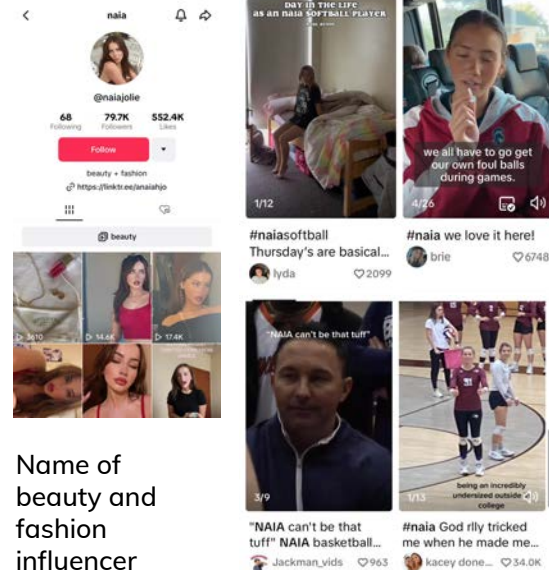 naia
@naiajolie
68 79.7K 552.4K
Following Followers Likes
Follow
beauty + fashion
https://linktr.ee/anaiahjo
beauty
3610
14.6K
17.4K
Name of
beauty and
fashion
influencer
DAY IN THE LIFE
as an naia SOFTBALL PLAYER
1/12
#naiasoftball
Thursday's are basical...
lyda 2099
we all have to go get
our own foul balls
during games.
4/26
#naia we love it here!
brie 6748
"NAIA can't be that tuff"
3/9
"NAIA can't be that
tuff" NAIA basketball...
Jackman_vids 963
31
being an incredibly
undersized outside
college
1/13
#naia God rlly tricked
me when he made me...
kacey done... 34.0K